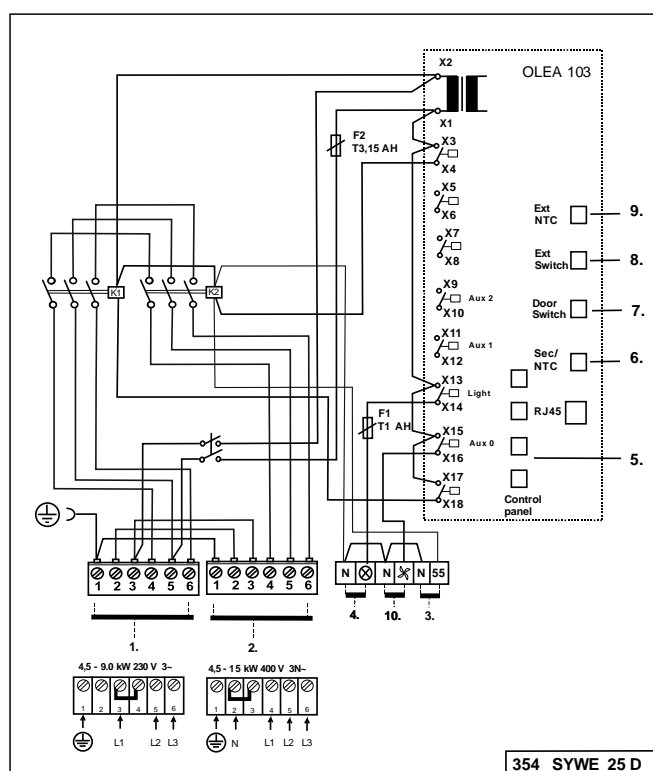 X2
OLEA 103
X1
F2
T3,15 AH
X3
X4
X5
X6
Ext
NTC
9.
X7
X8
Ext
Switch
8.
K1
K2
X9
Aux 2
X10
Door
Switch
7.
X11
Aux 1
X12
Sec/
NTC
6.
X13
Light
X14
F1
T1 AH
RJ45
X15
Aux 0
X16
5.
X17
X18
Control
panel
1 2 3 4 5 6
1 2 3 4 5 6
N N N 55
4. 10. 3.
1. 2.
4,5 - 9.0 kW 230 V 3~
4,5 - 15 kW 400 V 3N~
1 2 3 4 5 6
1 2 3 4 5 6
L1 L2 L3
N L1 L2 L3
354 SYWE 25 D